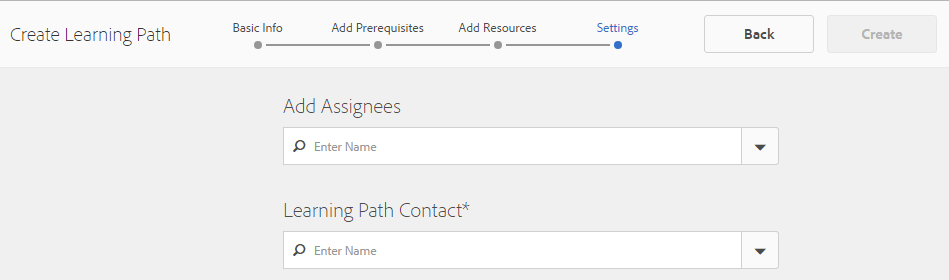 Create Learning Path
Basic Info
Add Prerequisites
Add Resources
Settings
Back
Create
Add Assignees
Enter Name
Learning Path Contact*
Enter Name